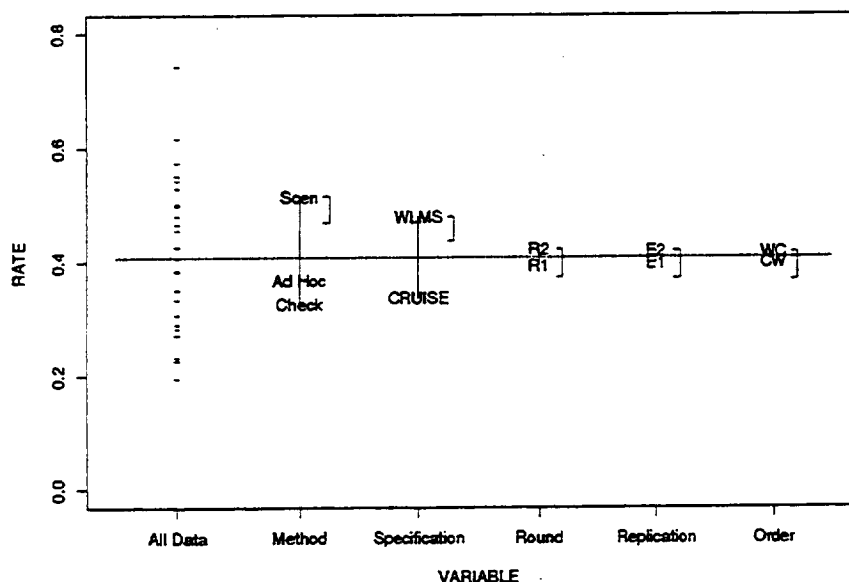 0.8
0.6
0.4
0.2
0.0
RATE
Scen
Ad Hoc
Check
WLMS
CRUISE
R2
R1
E2
E1
WC
CW
All Data
Method
Specification
Round
Replication
Order
VARIABLE